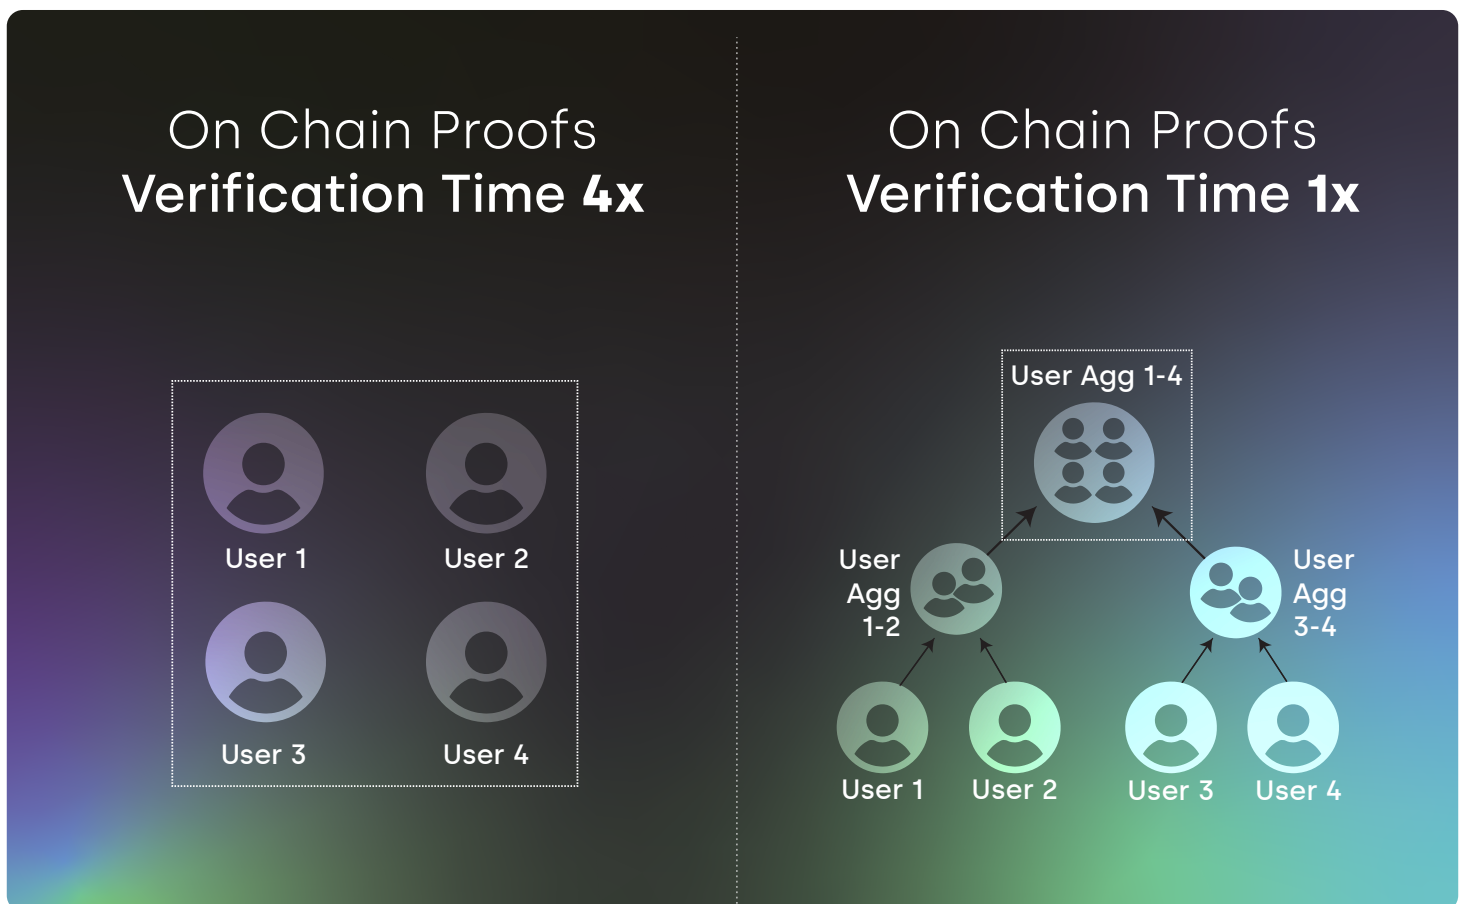 On Chain Proofs
Verification Time 4x
User 1
User 2
User 3
User 4
On Chain Proofs
Verification Time 1x
User Agg 1-4
User
Agg
1-2
User
Agg
3-4
User 1
User 2
User 3
User 4